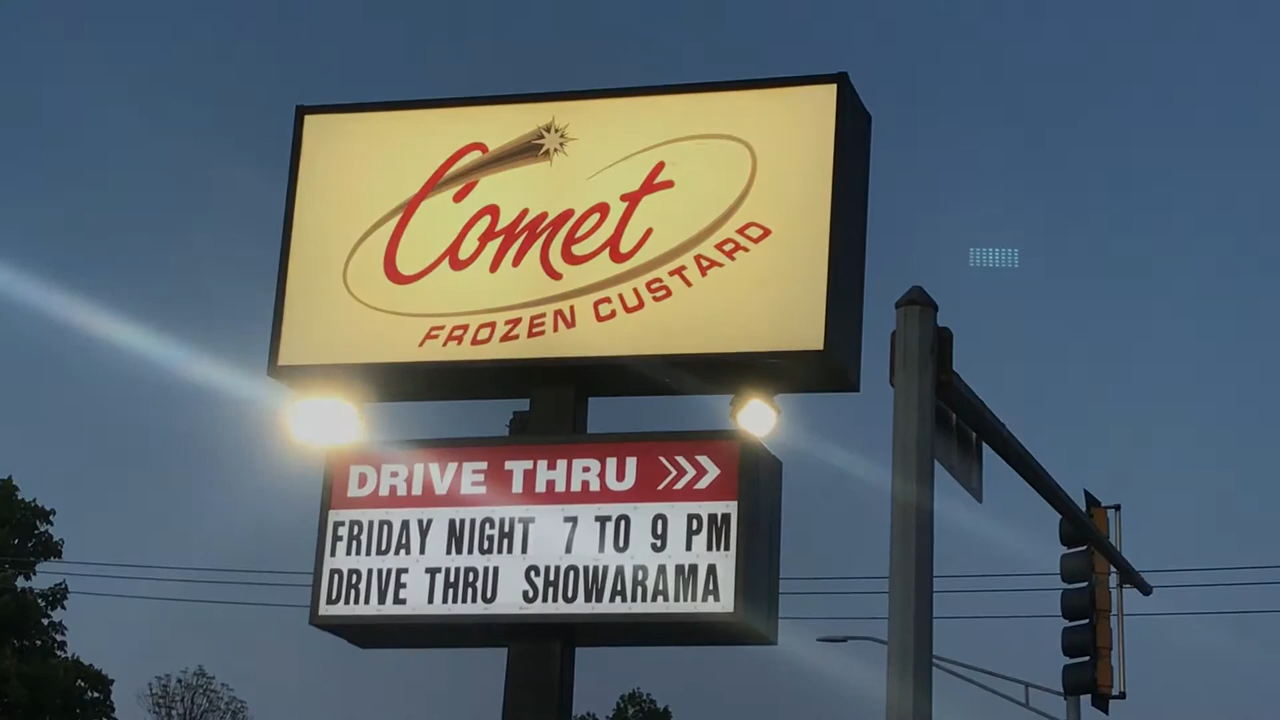 Comet
FROZEN CUSTARD
DRIVE THRU
FRIDAY NIGHT 7 TO 9 PM
DRIVE THRU SHOWARAMA